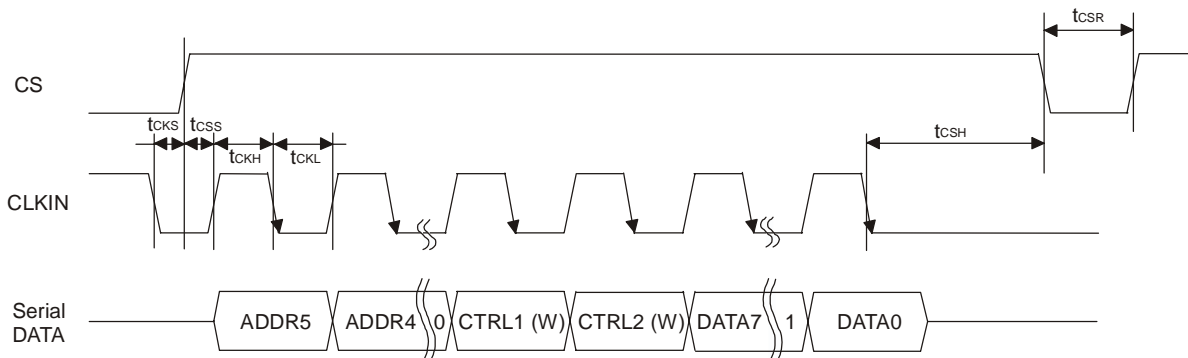 tCSR
CS
tCKS tCSS tCSH
tCKH tCKL
CLKIN
Serial DATA
ADDR5 ADDR4 0 CTRL1 (W) CTRL2 (W) DATA7 1 DATA0